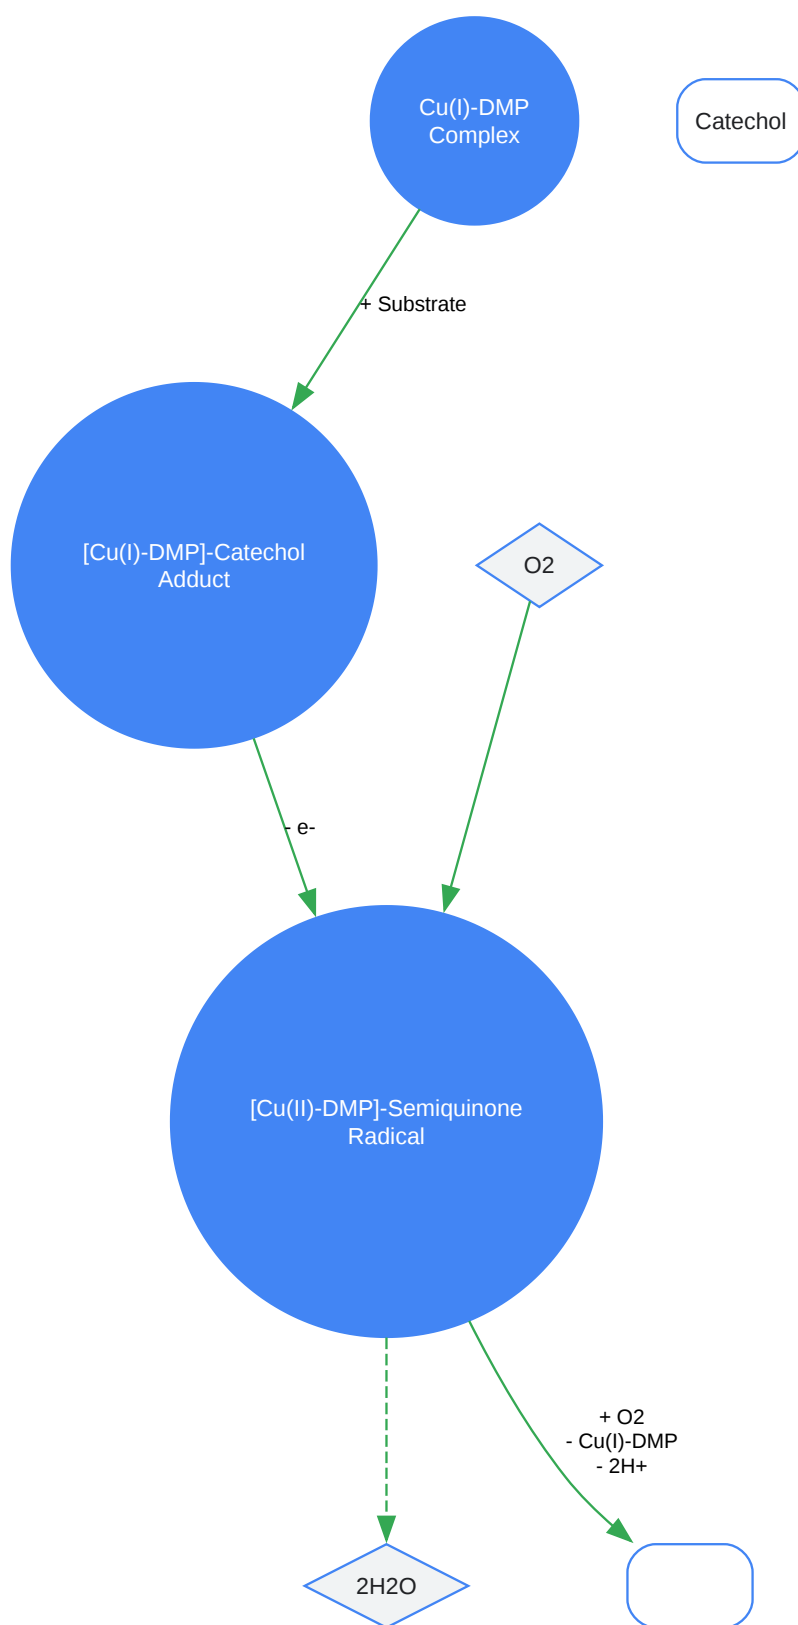 Cu(I)-DMP
Complex
Catechol
+ Substrate
[Cu(I)-DMP]-Catechol
Adduct
O2
- e-
[Cu(II)-DMP]-Semiquinone
Radical
+ O2
- Cu(I)-DMP
- 2H+
2H2O